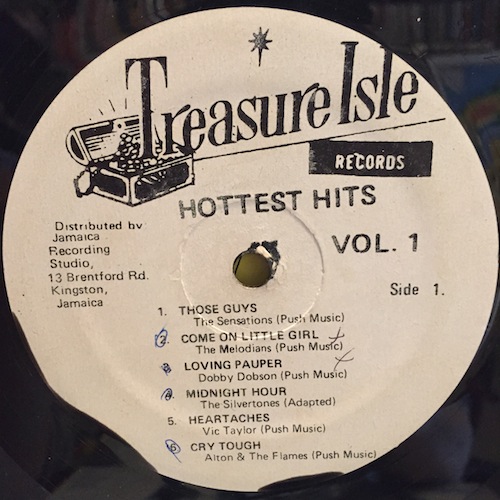 Treasure Isle
RECORDS
HOTTEST HITS
VOL. 1
Distributed by
Jamaica
Recording
Studio,
13 Brentford Rd.
Kingston,
Jamaica
Side 1.
1. THOSE GUYS
The Sensations (Push Music)
2. COME ON LITTLE GIRL
The Melodians (Push Music)
3 LOVING PAUPER
Dobby Dobson (Push Music)
4. MIDNIGHT HOUR
The Silvertones (Adapted)
5. HEARTACHES
Vic Taylor (Push Music)
6 CRY TOUGH
Alton & The Flames (Push Music)